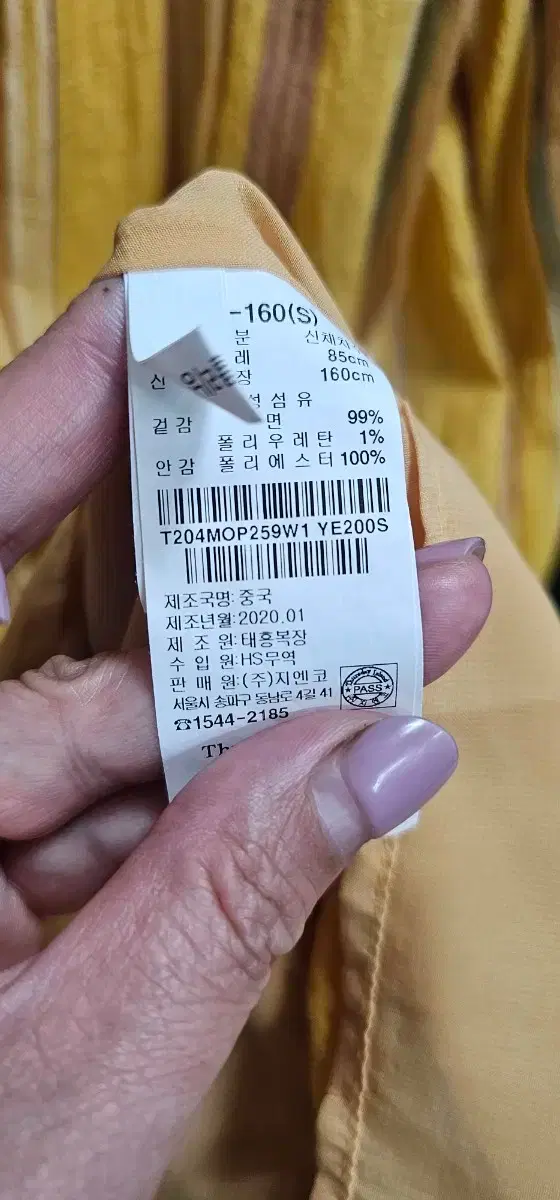 -160(S)
분 신체치
레 85cm
신 장 160cm
성 섬 유
겉감 면 99%
폴리우레탄 1%
안감 폴리에스터 100%
T204MOP259W1 YE200S
제조국명:중국
제조년월:2020.01
제 조 원:태흥복장
수 입 원:HS무역
판 매 원:(주)지엔코
서울시 송파구 동남로 4길 41
PASS
☎1544-2185